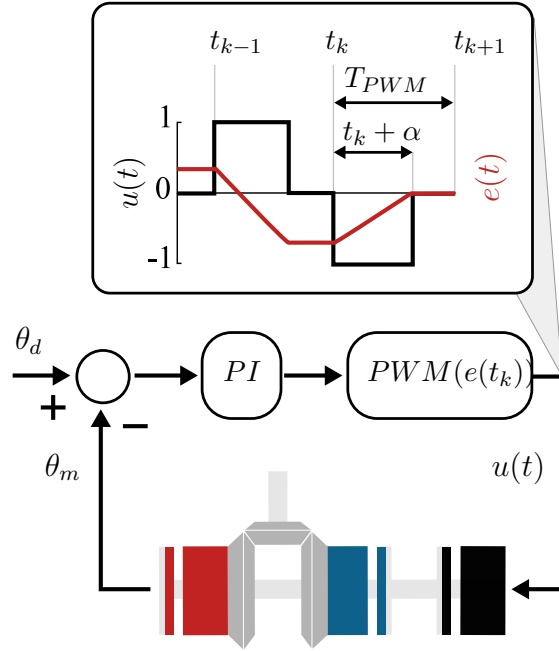 t_{k-1} t_k t_{k+1}
T_{PWM}
t_k + α
1
0
-1
u(t)
e(t)
θ_d
+
−
PI
PWM(e(t_k))
θ_m
u(t)